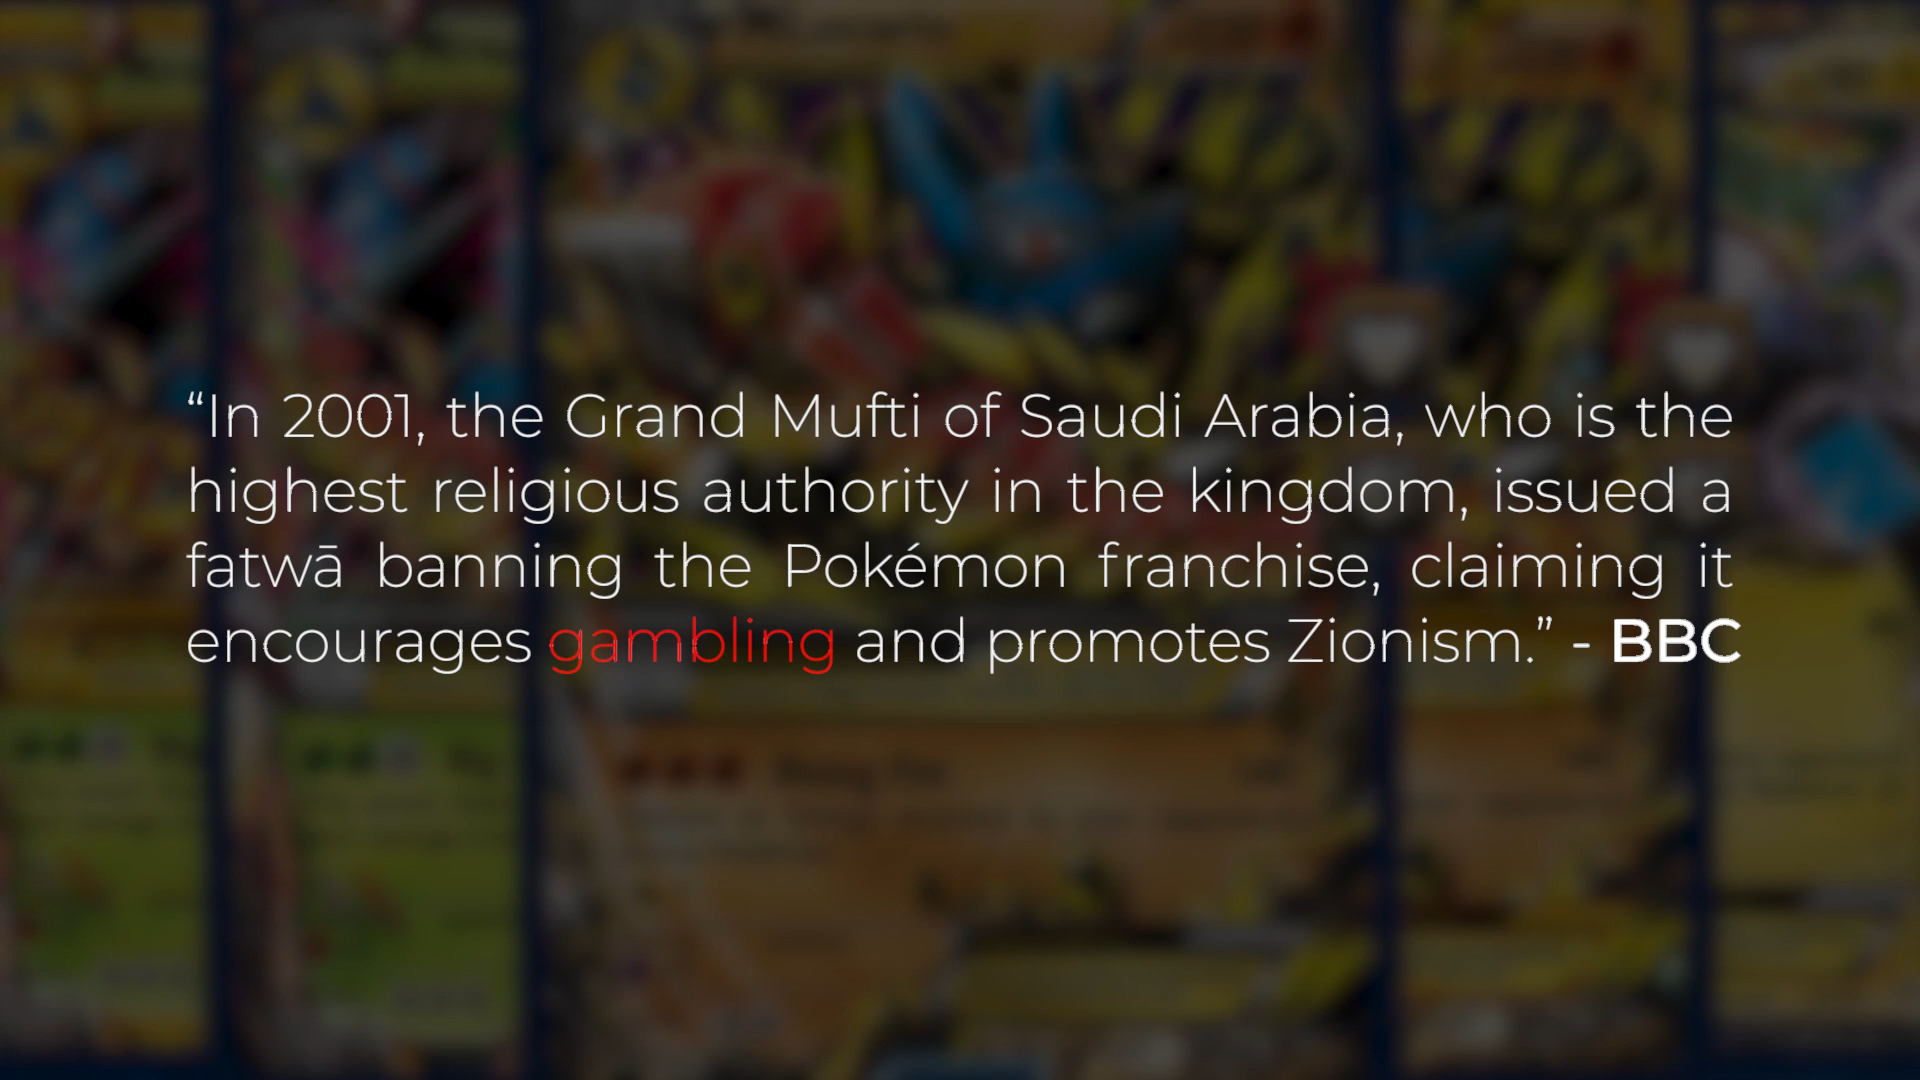 “In 2001, the Grand Mufti of Saudi Arabia, who is the
highest religious authority in the kingdom, issued a
fatwā banning the Pokémon franchise, claiming it
encourages gambling and promotes Zionism.” - BBC